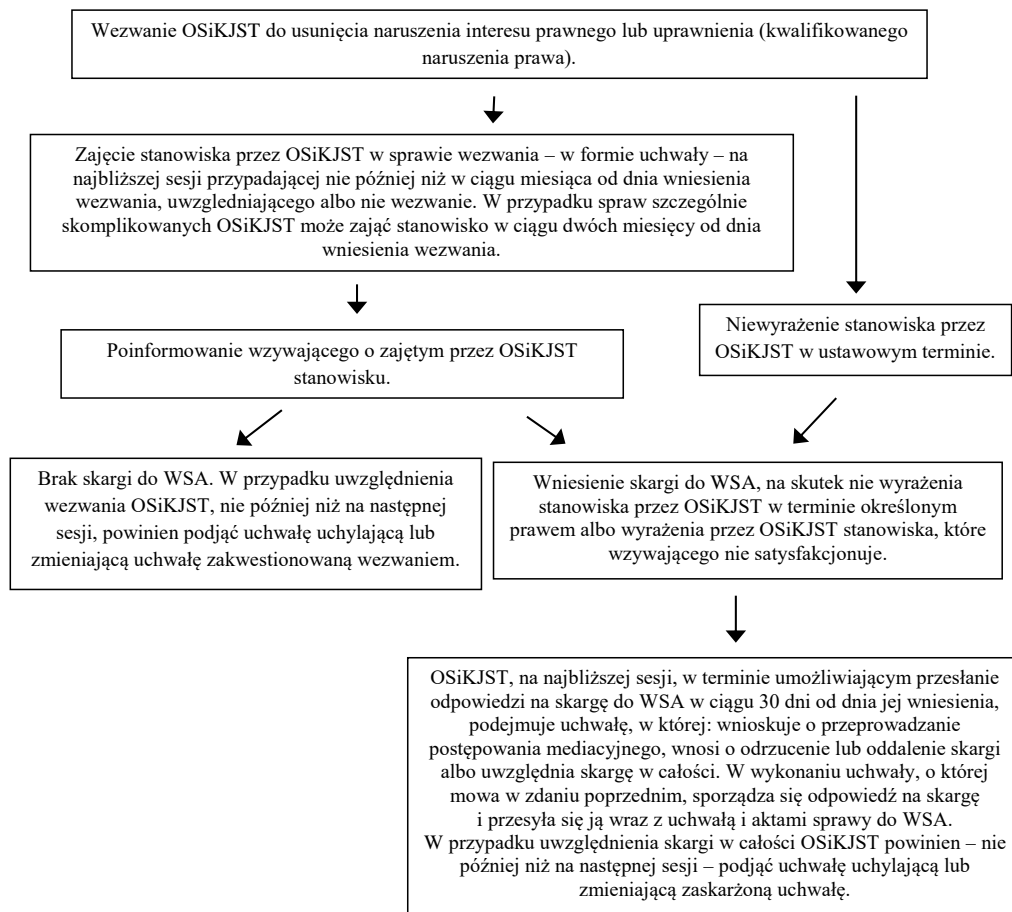 Wezwanie OSiKJST do usunięcia naruszenia interesu prawnego lub uprawnienia (kwalifikowanego
naruszenia prawa).
Zajęcie stanowiska przez OSiKJST w sprawie wezwania – w formie uchwały – na
najbliższej sesji przypadającej nie później niż w ciągu miesiąca od dnia wniesienia
wezwania, uwzgledniającego albo nie wezwanie. W przypadku spraw szczególnie
skomplikowanych OSiKJST może zająć stanowisko w ciągu dwóch miesięcy od dnia
wniesienia wezwania.
Niewyrażenie stanowiska przez
OSiKJST w ustawowym terminie.
Poinformowanie wzywającego o zajętym przez OSiKJST
stanowisku.
Brak skargi do WSA. W przypadku uwzględnienia
wezwania OSiKJST, nie później niż na następnej
sesji, powinien podjąć uchwałę uchylającą lub
zmieniającą uchwałę zakwestionowaną wezwaniem.
Wniesienie skargi do WSA, na skutek nie wyrażenia
stanowiska przez OSiKJST w terminie określonym
prawem albo wyrażenia przez OSiKJST stanowiska, które
wzywającego nie satysfakcjonuje.
OSiKJST, na najbliższej sesji, w terminie umożliwiającym przesłanie
odpowiedzi na skargę do WSA w ciągu 30 dni od dnia jej wniesienia,
podejmuje uchwałę, w której: wnioskuje o przeprowadzanie
postępowania mediacyjnego, wnosi o odrzucenie lub oddalenie skargi
albo uwzględnia skargę w całości. W wykonaniu uchwały, o której
mowa w zdaniu poprzednim, sporządza się odpowiedź na skargę
i przesyła się ją wraz z uchwałą i aktami sprawy do WSA.
W przypadku uwzględnienia skargi w całości OSiKJST powinien – nie
później niż na następnej sesji – podjąć uchwałę uchylającą lub
zmieniającą zaskarżoną uchwałę.